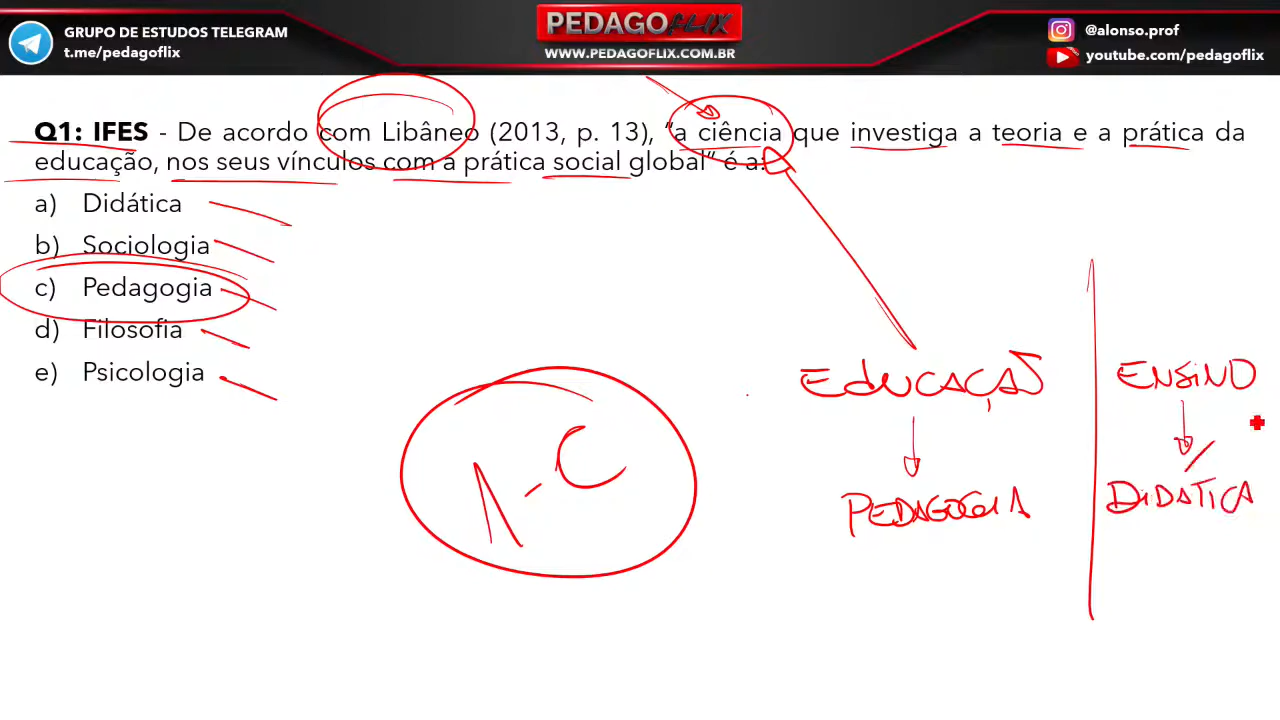 GRUPO DE ESTUDOS TELEGRAM
t.me/pedagoflix
PEDAGOFLIX
WWW.PEDAGOFLIX.COM.BR
@alonso.prof
youtube.com/pedagoflix
Q1: IFES - De acordo com Libâneo (2013, p. 13), “a ciência que investiga a teoria e a prática da
educação, nos seus vínculos com a prática social global” é a:
a) Didática
b) Sociologia
c) Pedagogia
d) Filosofia
e) Psicologia
EDUCAÇÃO
ENSINO
1-C
PEDAGOGIA
DIDÁTICA